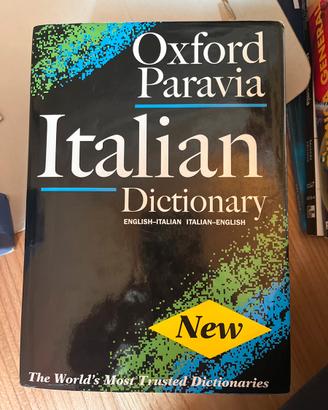 Oxford
Paravia
Italian
Dictionary
ENGLISH–ITALIAN ITALIAN–ENGLISH
New
The World's Most Trusted Dictionaries